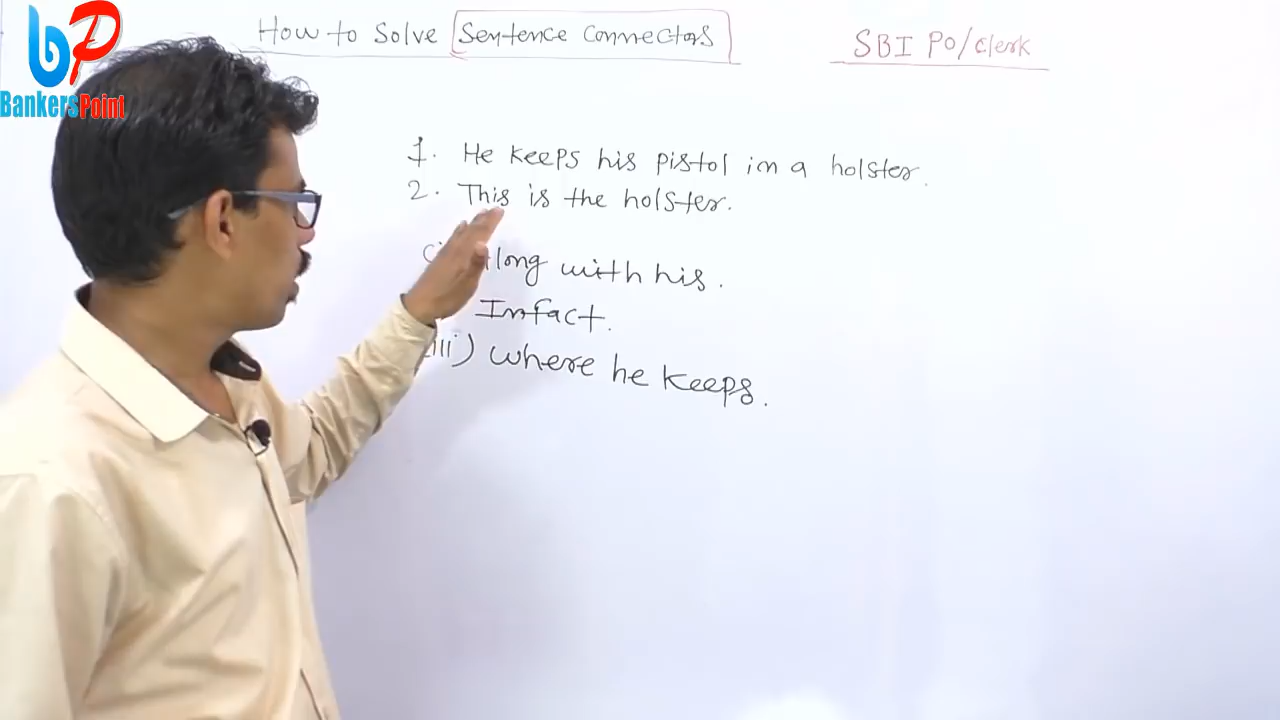 bp
BankersPoint
How to Solve Sentence Connectors
SBI PO/Clerk
1. He keeps his pistol in a holster.
2. This is the holster.
long with his.
Infact.
iii) where he keeps.